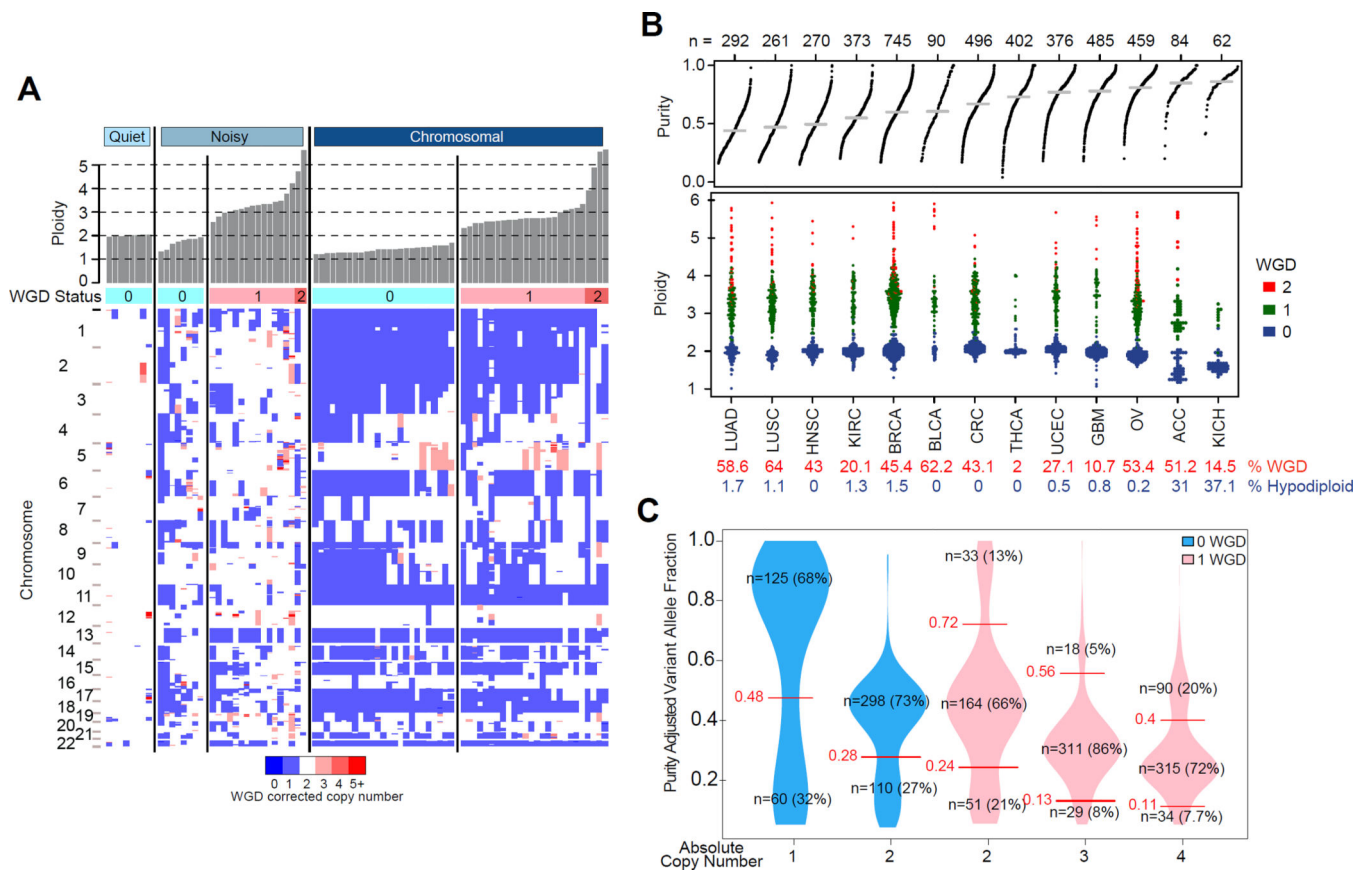 A
Quiet Noisy Chromosomal
Ploidy
5
4
3
2
1
0
WGD Status 0 0 1 2 0 1 2
Chromosome
1
2
3
4
5
6
7
8
9
10
11
12
13
14
15
16
17
18
19
20
21
22
0 1 2 3 4 5+
WGD corrected copy number
B
n = 292 261 270 373 745 90 496 402 376 485 459 84 62
Purity
1.0
0.5
0.0
Ploidy
6
5
4
3
2
1
WGD
2
1
0
LUAD LUSC HNSC KIRC BRCA BLCA CRC THCA UCEC GBM OV ACC KICH
58.6 64 43 20.1 45.4 62.2 43.1 2 27.1 10.7 53.4 51.2 14.5 % WGD
1.7 1.1 0 1.3 1.5 0 0 0 0.5 0.8 0.2 31 37.1 % Hypodiploid
C
Purity Adjusted Variant Allele Fraction
1.0
0.8
0.6
0.4
0.2
0 WGD
1 WGD
n=125 (68%)
0.48
n=60 (32%)
n=298 (73%)
0.28
n=110 (27%)
n=33 (13%)
0.72
n=164 (66%)
0.24
n=51 (21%)
n=18 (5%)
0.56
n=311 (86%)
0.13
n=29 (8%)
n=90 (20%)
0.4
n=315 (72%)
0.11
n=34 (7.7%)
Absolute
Copy Number 1 2 2 3 4